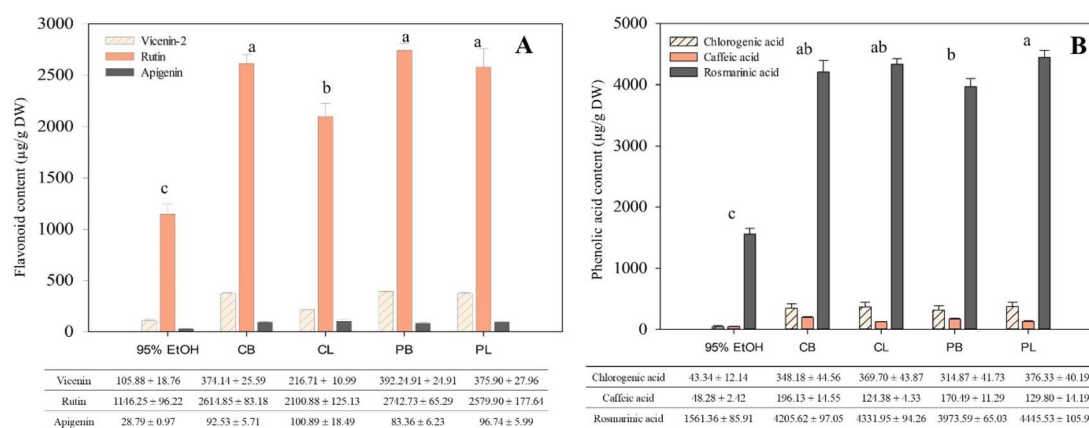 3000
2500
2000
1500
1000
500
0
Flavonoid content (µg/g DW)
Vicenin-2
Rutin
Apigenin
A
c
a
b
a
a
95% EtOH CB CL PB PL
Vicenin 105.88 ± 18.76 374.14 ± 25.59 216.71 ± 10.99 392.24.91 ± 24.91 375.90 ± 27.96
Rutin 1146.25 ± 96.22 2614.85 ± 83.18 2100.88 ± 125.13 2742.73 ± 65.29 2579.90 ± 177.64
Apigenin 28.79 ± 0.97 92.53 ± 5.71 100.89 ± 18.49 83.36 ± 6.23 96.74 ± 5.99
5000
4000
3000
2000
1000
0
Phenolic acid content (µg/g DW)
Chlorogenic acid
Caffeic acid
Rosmarinic acid
B
c
ab
ab
b
a
95% EtOH CB CL PB PL
Chlorogenic acid 43.34 ± 12.14 348.18 ± 44.56 369.70 ± 43.87 314.87 ± 41.73 376.33 ± 40.19
Caffeic acid 48.28 ± 2.42 196.13 ± 14.55 124.38 ± 4.33 170.49 ± 11.29 129.80 ± 14.19
Rosmarinic acid 1561.36 ± 85.91 4205.62 ± 97.05 4331.95 ± 94.26 3973.59 ± 65.03 4445.53 ± 105.9